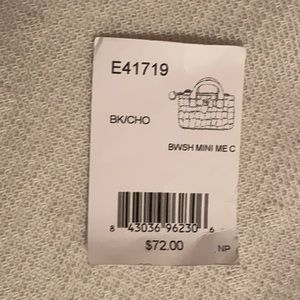 E41719
BK/CHO
BWSH MINI ME C
8 43036 96230 6
$72.00
NP